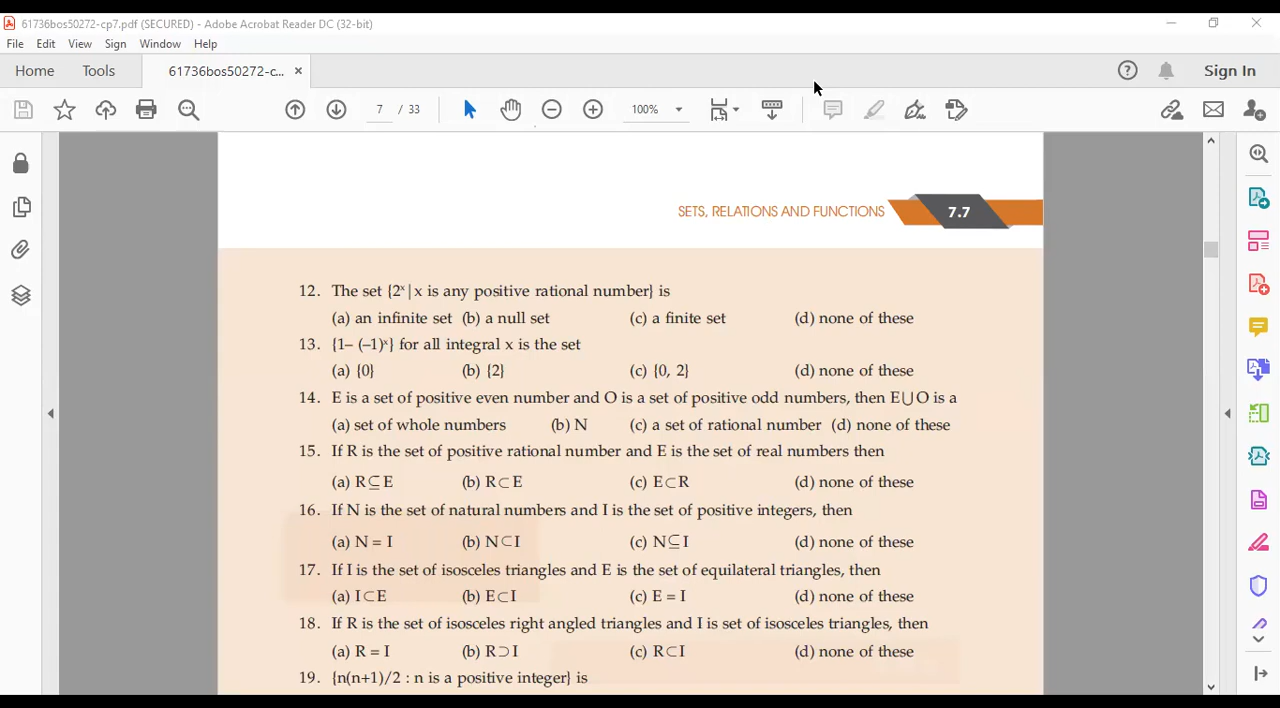 61736bos50272-cp7.pdf (SECURED) - Adobe Acrobat Reader DC (32-bit)
File Edit View Sign Window Help
Home Tools 61736bos50272-c... × Sign In
7 / 33 100%
SETS, RELATIONS AND FUNCTIONS 7.7
12. The set {2ˣ|x is any positive rational number} is
(a) an infinite set (b) a null set (c) a finite set (d) none of these
13. {1– (–1)ˣ} for all integral x is the set
(a) {0} (b) {2} (c) {0, 2} (d) none of these
14. E is a set of positive even number and O is a set of positive odd numbers, then E⋃O is a
(a) set of whole numbers (b) N (c) a set of rational number (d) none of these
15. If R is the set of positive rational number and E is the set of real numbers then
(a) R⊆E (b) R⊂E (c) E⊂R (d) none of these
16. If N is the set of natural numbers and I is the set of positive integers, then
(a) N = I (b) N⊂I (c) N⊆I (d) none of these
17. If I is the set of isosceles triangles and E is the set of equilateral triangles, then
(a) I⊂E (b) E⊂I (c) E = I (d) none of these
18. If R is the set of isosceles right angled triangles and I is set of isosceles triangles, then
(a) R = I (b) R⊃I (c) R⊂I (d) none of these
19. {n(n+1)/2 : n is a positive integer} is